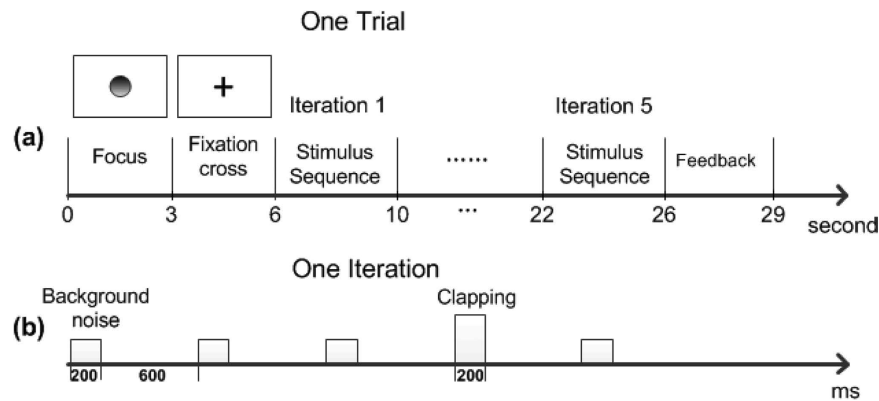 One Trial
Iteration 1
Iteration 5
(a)
Focus
Fixation
cross
Stimulus
Sequence
......
Stimulus
Sequence
Feedback
0
3
6
10
...
22
26
29
second
One Iteration
Background
noise
Clapping
(b)
200
600
200
ms